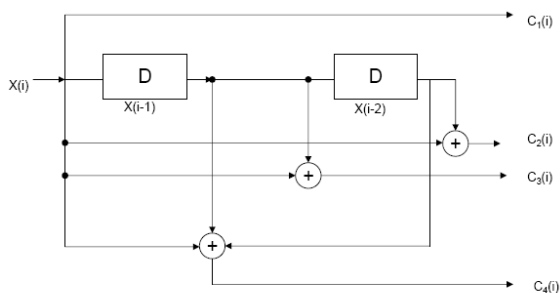 C₁(i)
D
D
X(i)
X(i-1)
X(i-2)
+
C₂(i)
+
C₃(i)
+
C₄(i)